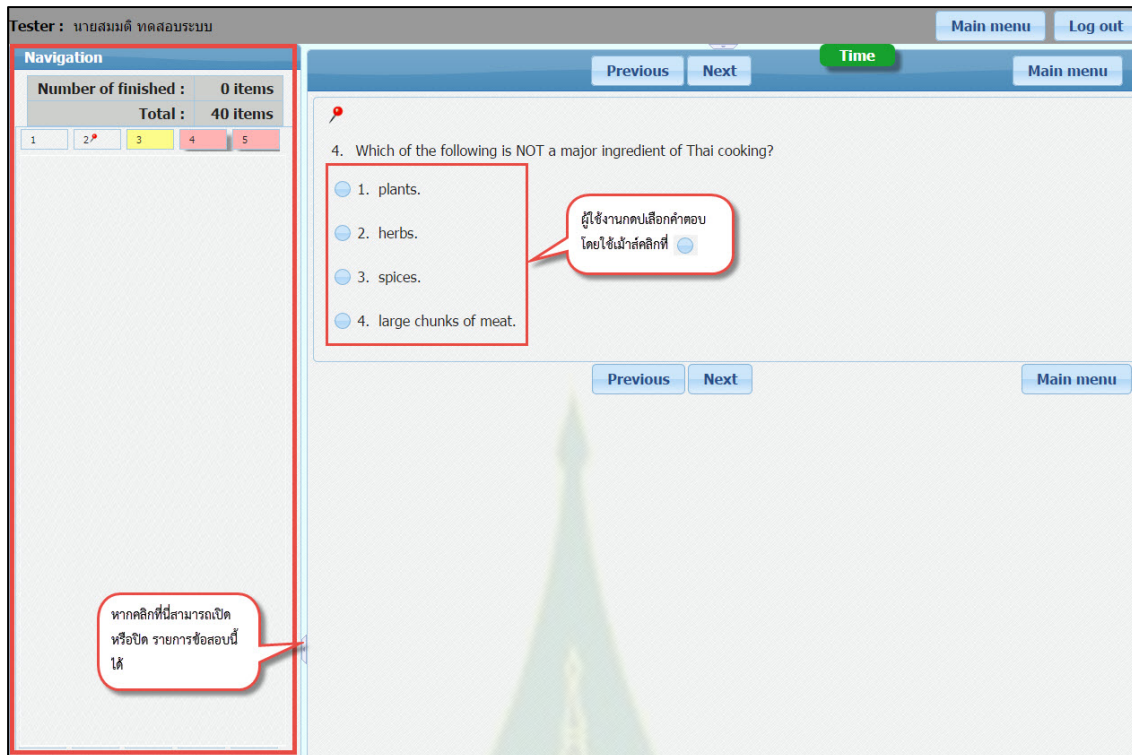 Tester : นายสมมติ ทดสอบระบบ
Main menu
Log out
Navigation
Number of finished : 0 items
Total : 40 items
1
2
3
4
5
Time
Previous
Next
Main menu
4. Which of the following is NOT a major ingredient of Thai cooking?
1. plants.
2. herbs.
3. spices.
4. large chunks of meat.
ผู้ใช้งานกดปเลือกคำตอบ
โดยใช้เม้าส์คลิกที่
Previous
Next
Main menu
หากคลิกที่นี่สามารถเปิด
หรือปิด รายการข้อสอบนี้
ได้